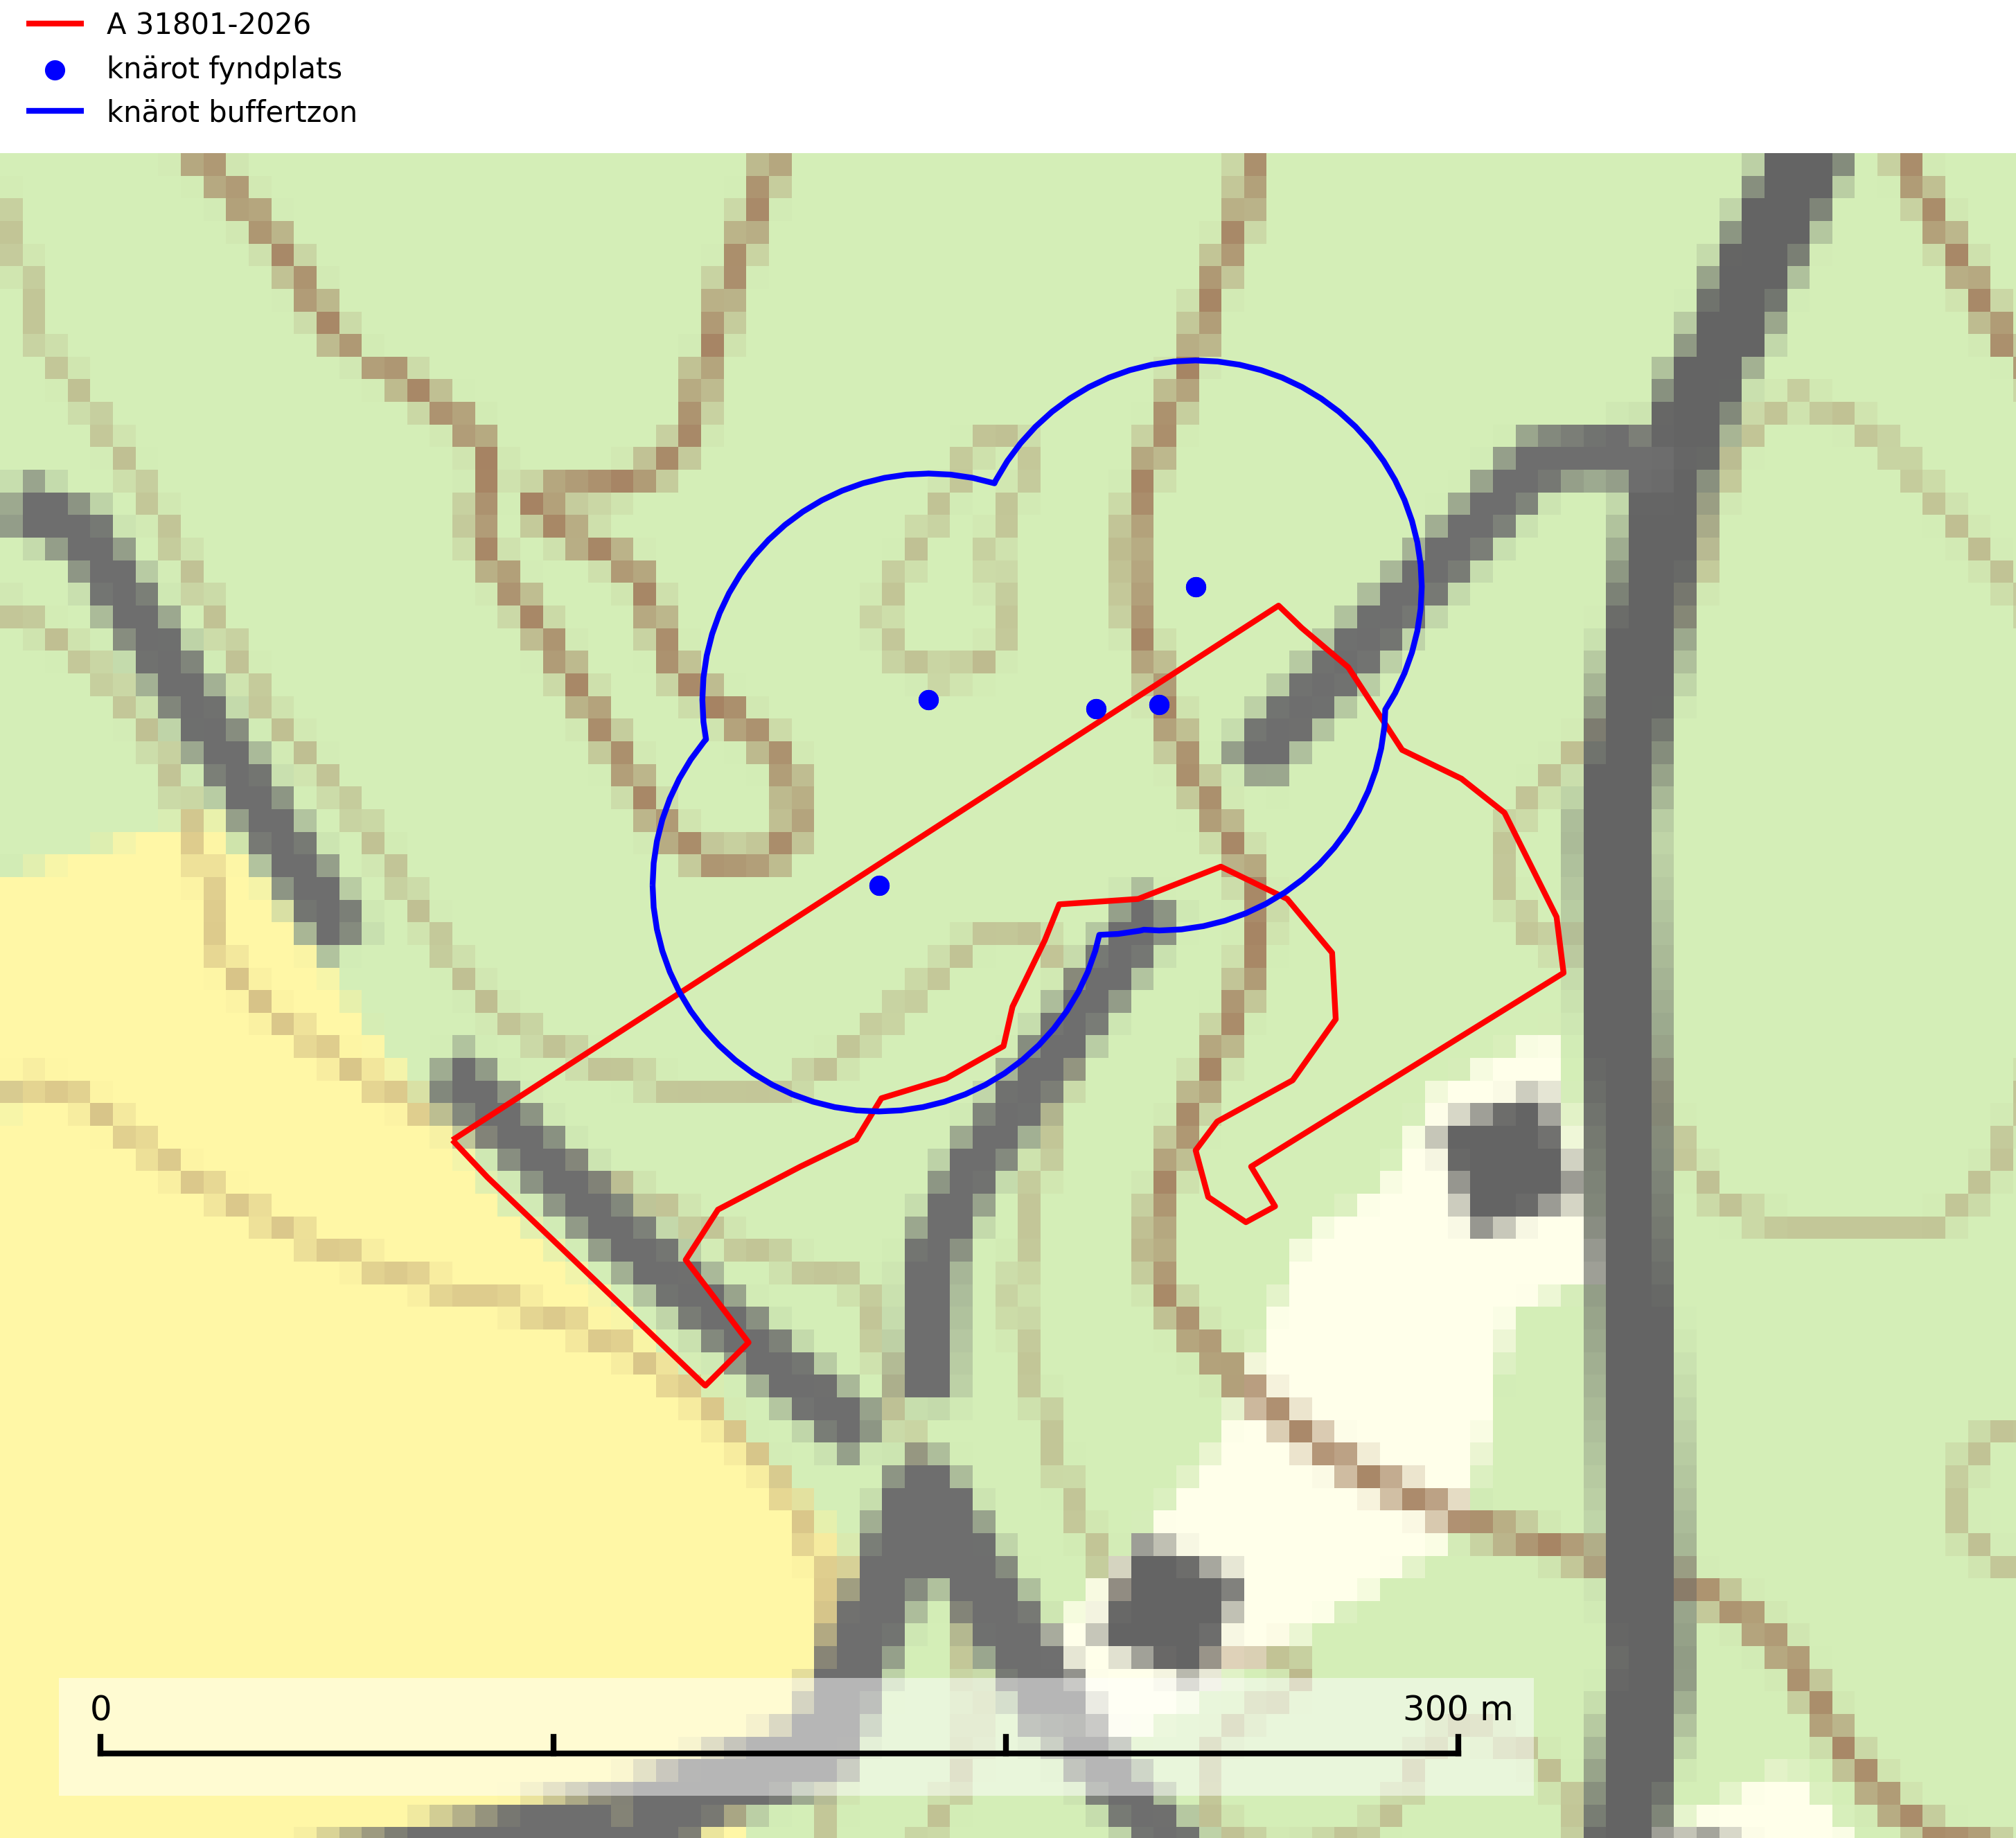 A 31801-2026
knärot fyndplats
knärot buffertzon
0
300 m